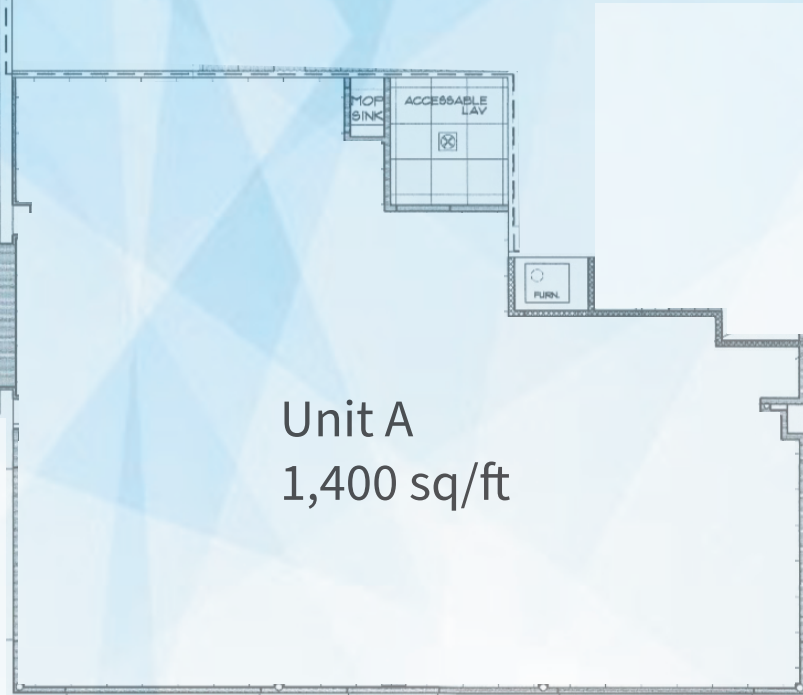 MOP
SINK
ACCESSABLE
LAV
FURN.
Unit A
1,400 sq/ft